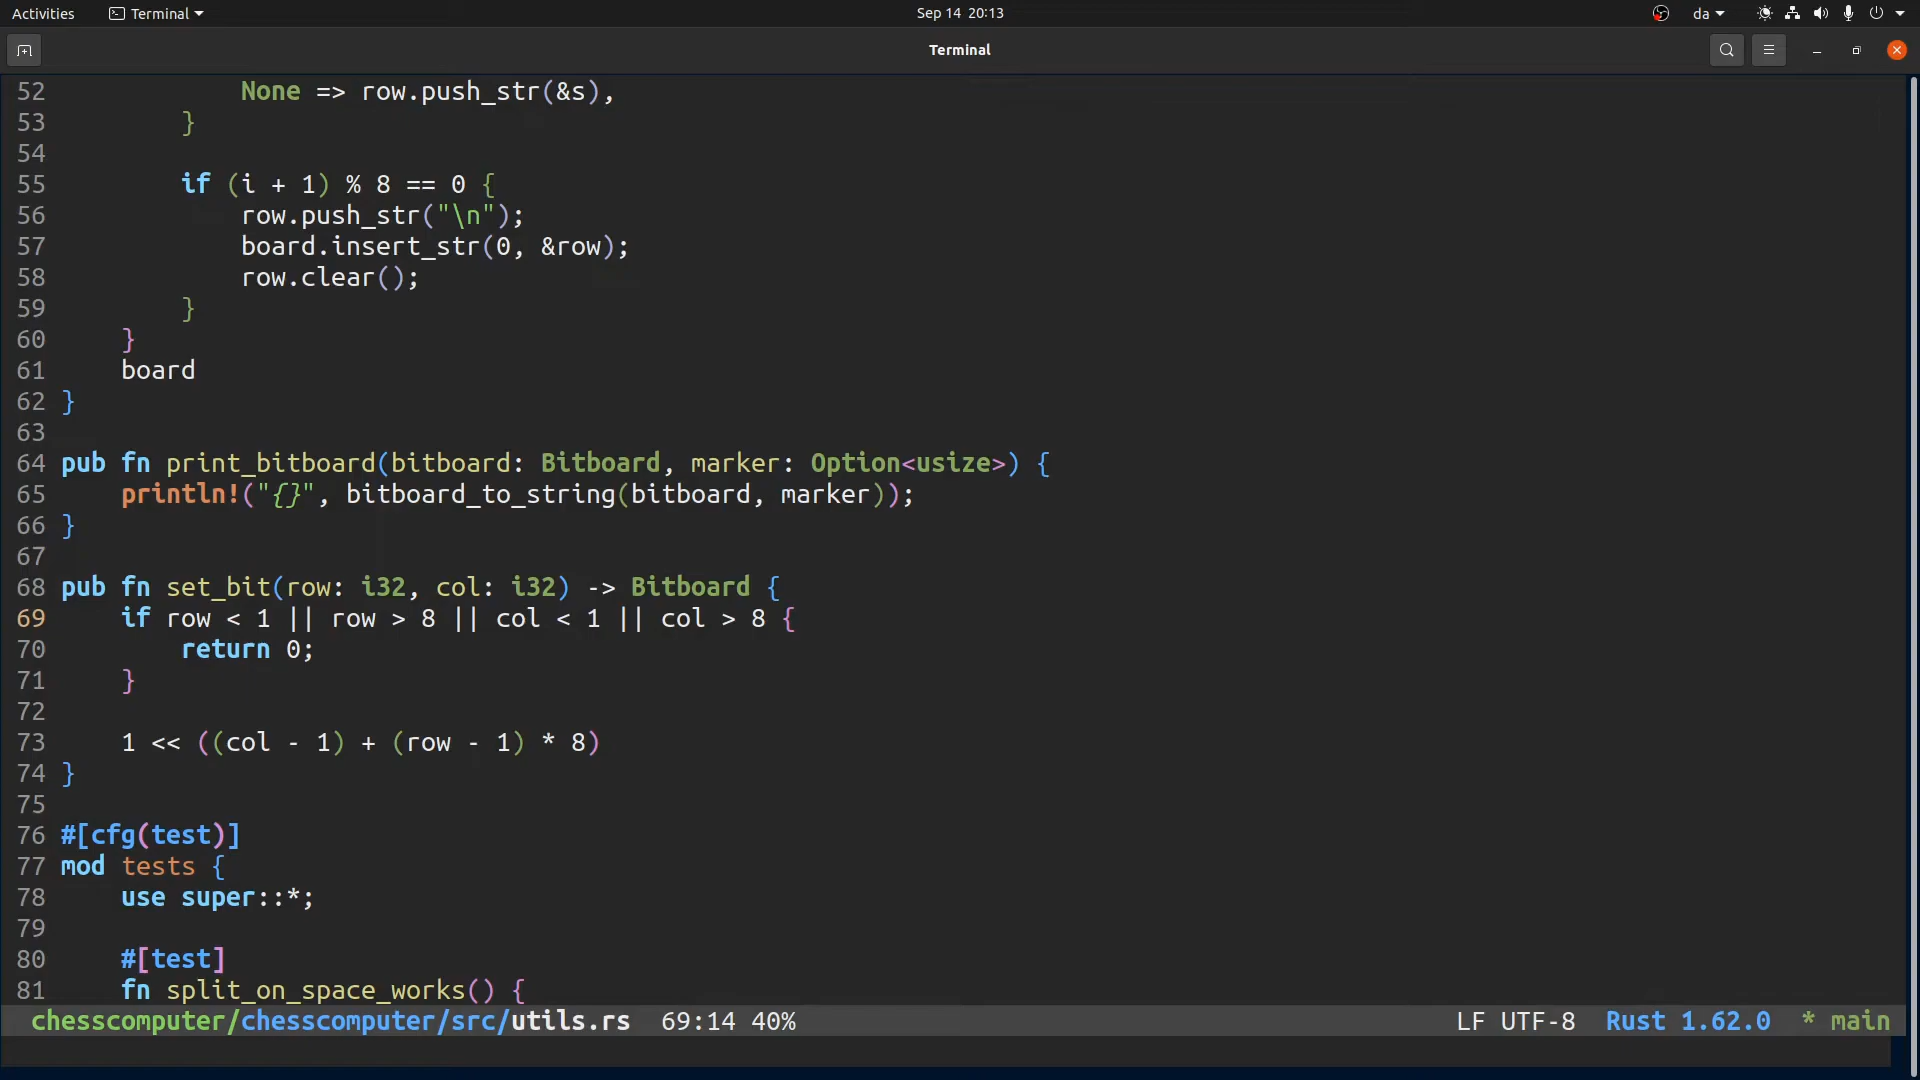 Activities Terminal Sep 14 20:13 da
Terminal
52             None => row.push_str(&s),
53         }
54
55         if (i + 1) % 8 == 0 {
56             row.push_str("\n");
57             board.insert_str(0, &row);
58             row.clear();
59         }
60     }
61     board
62 }
63
64 pub fn print_bitboard(bitboard: Bitboard, marker: Option<usize>) {
65     println!("{}", bitboard_to_string(bitboard, marker));
66 }
67
68 pub fn set_bit(row: i32, col: i32) -> Bitboard {
69     if row < 1 || row > 8 || col < 1 || col > 8 {
70         return 0;
71     }
72
73     1 << ((col - 1) + (row - 1) * 8)
74 }
75
76 #[cfg(test)]
77 mod tests {
78     use super::*;
79
80     #[test]
81     fn split_on_space_works() {
chesscomputer/chesscomputer/src/utils.rs 69:14 40% LF UTF-8 Rust 1.62.0 * main